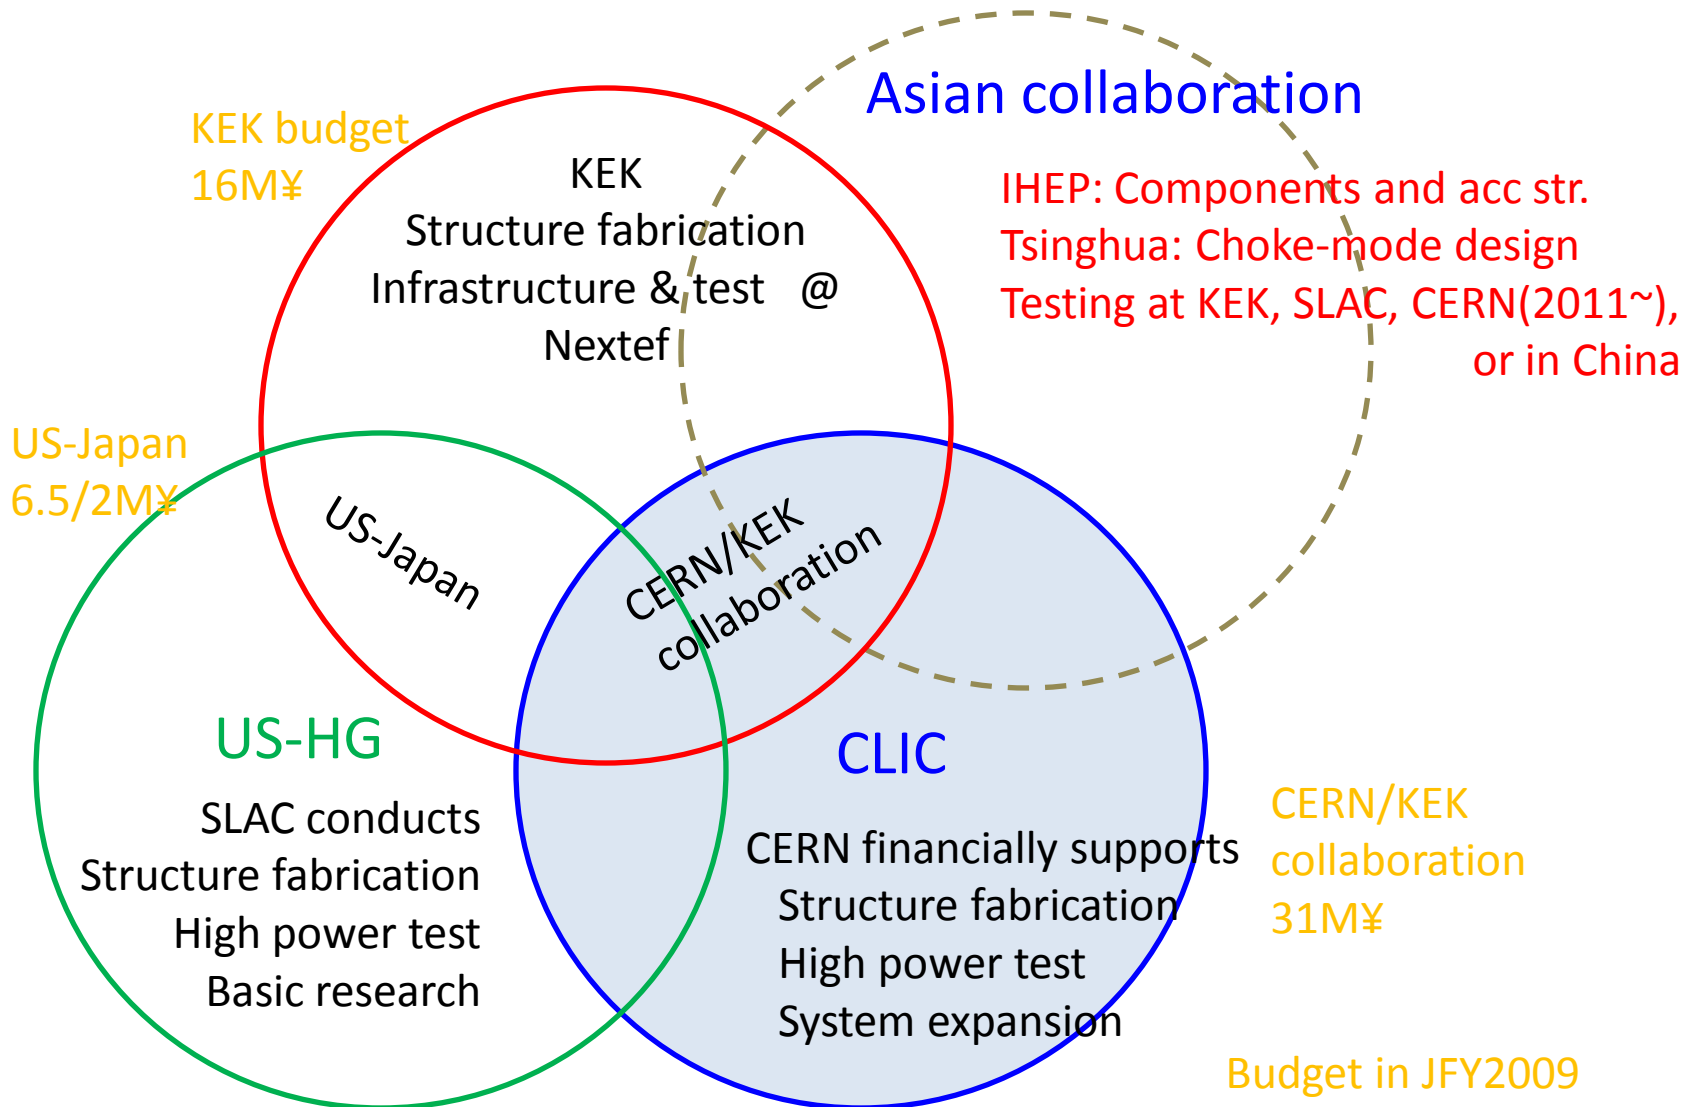 Asian collaboration
KEK budget
16M¥
KEK
Structure fabrication
Infrastructure & test @
Nextef
IHEP: Components and acc str.
Tsinghua: Choke-mode design
Testing at KEK, SLAC, CERN(2011~),
or in China
US-Japan
6.5/2M¥
US-Japan
CERN/KEK
collaboration
US-HG
SLAC conducts
Structure fabrication
High power test
Basic research
CLIC
CERN financially supports
Structure fabrication
High power test
System expansion
CERN/KEK
collaboration
31M¥
Budget in JFY2009